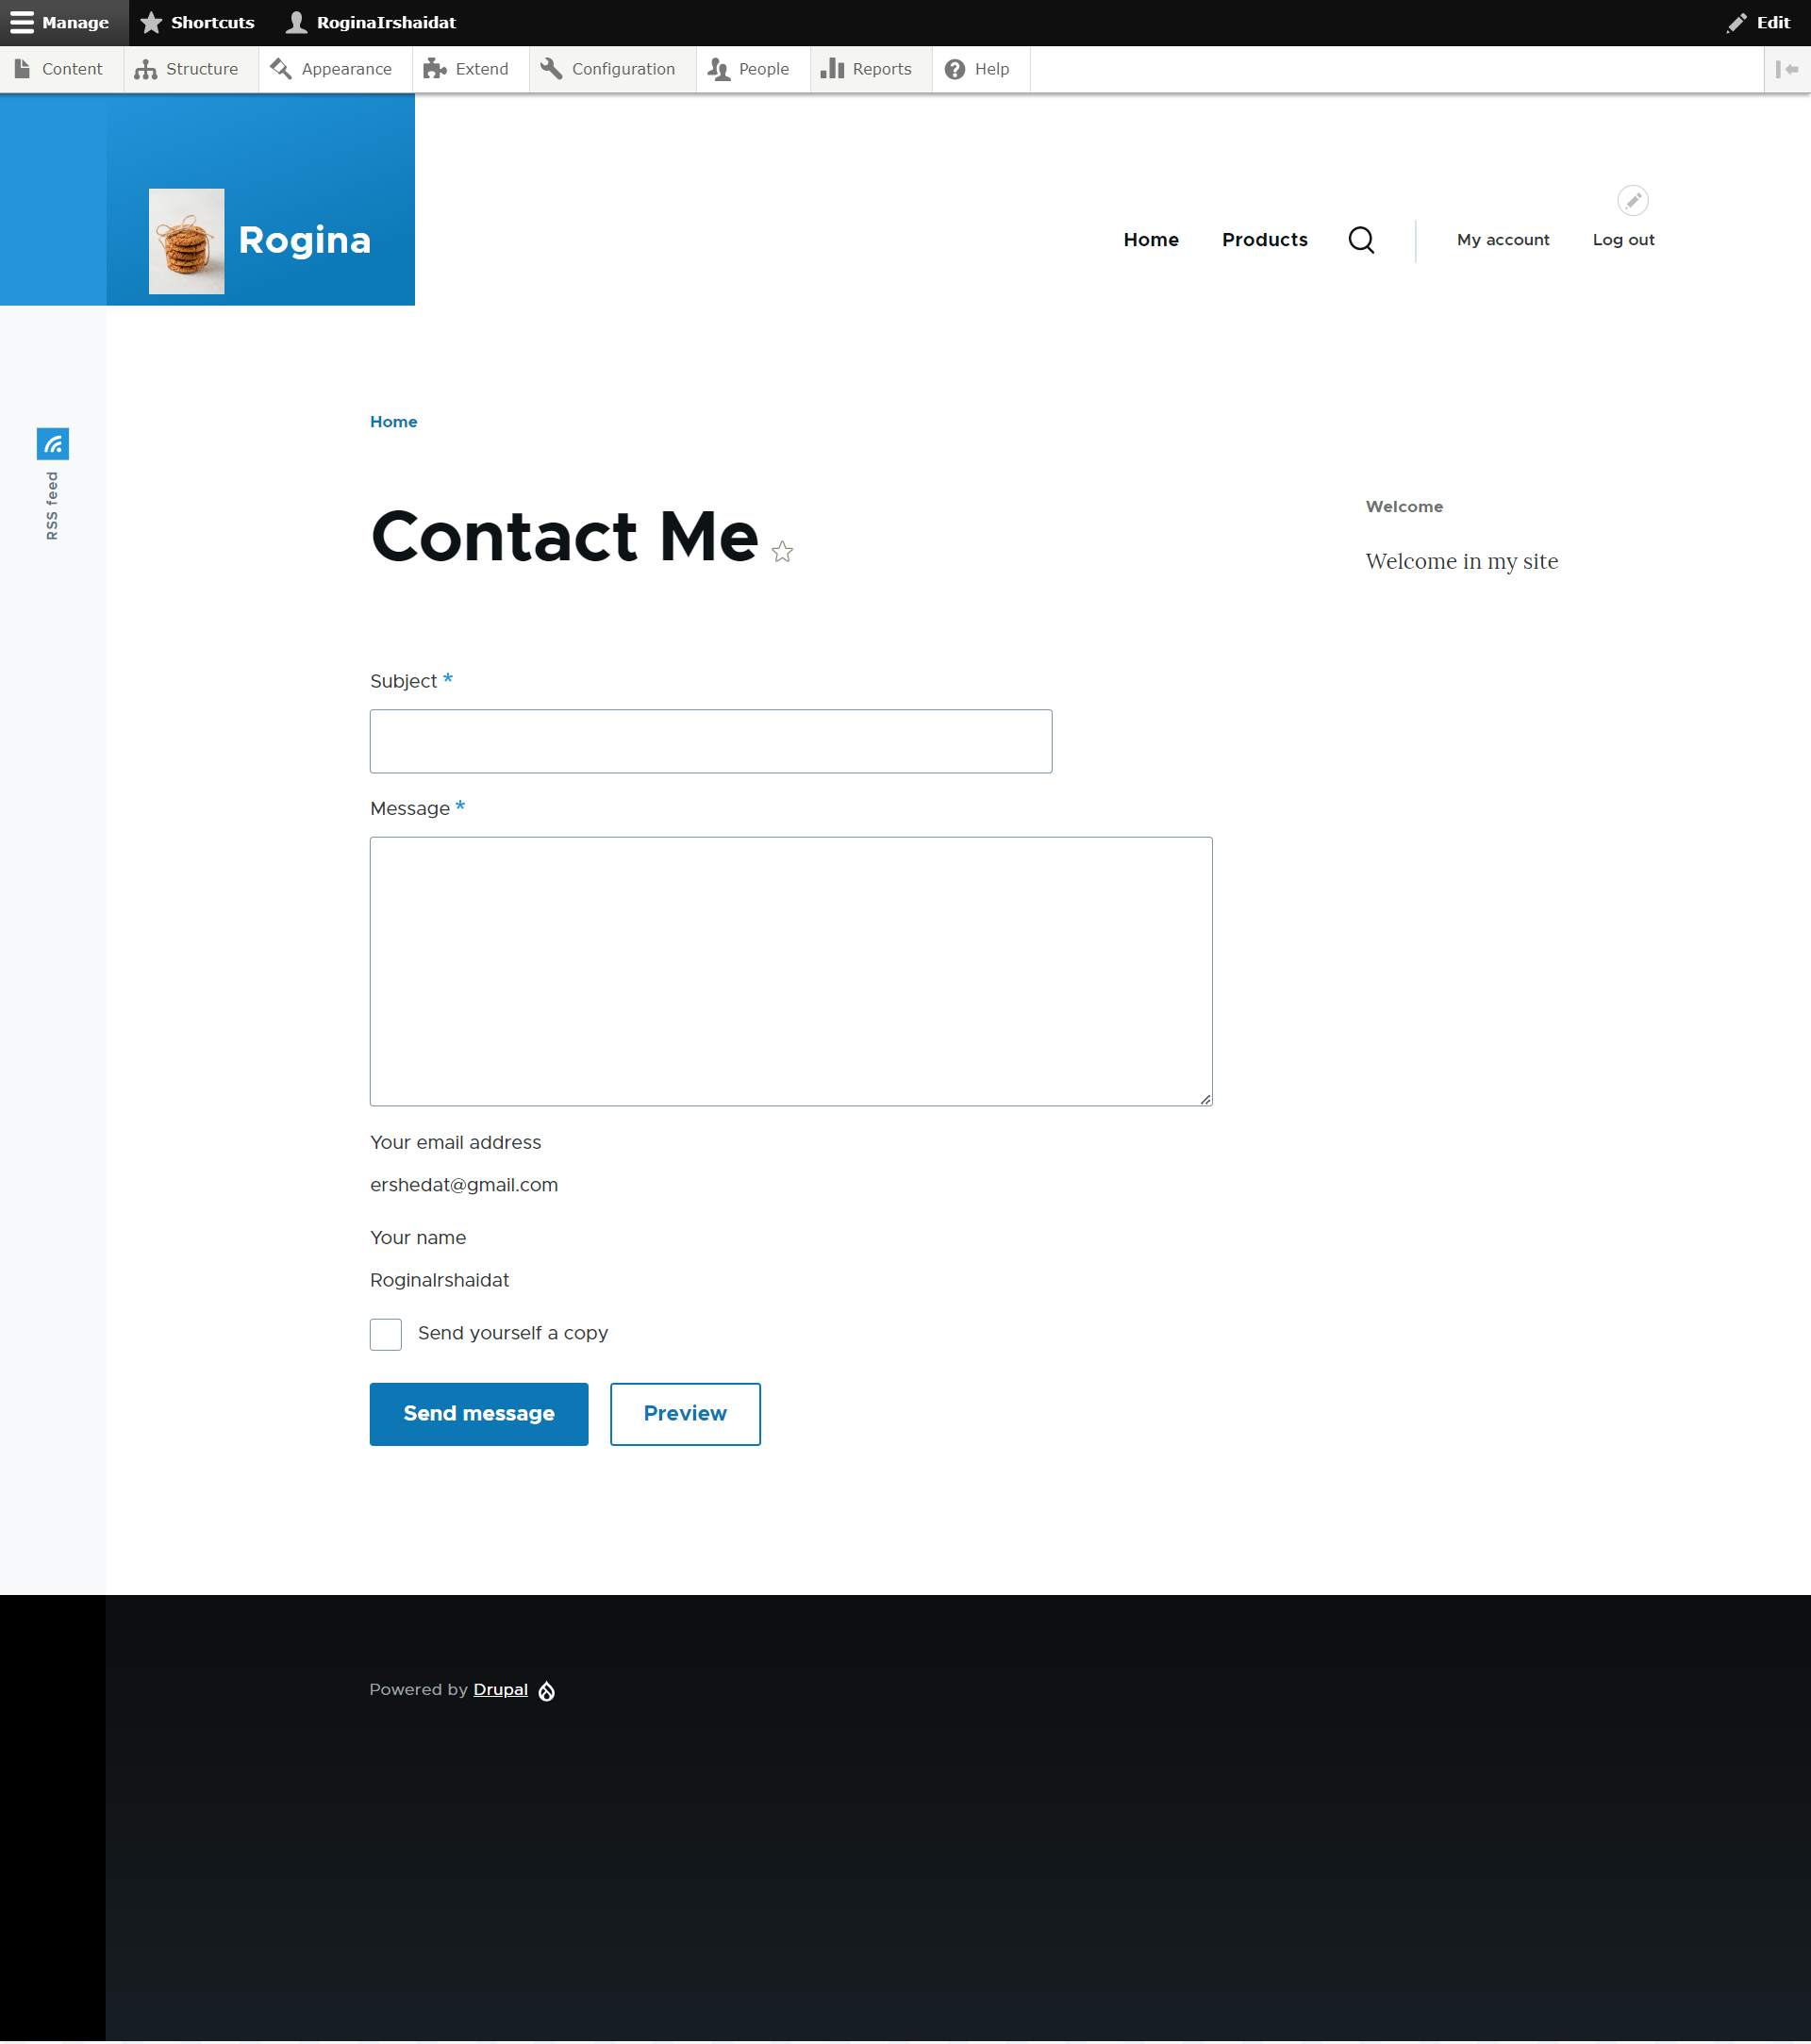 Manage Shortcuts RoginaIrshaidat Edit
Content Structure Appearance Extend Configuration People Reports Help
Rogina
Home Products My account Log out
Home
RSS feed
Contact Me
Welcome
Welcome in my site
Subject *
Message *
Your email address
ershedat@gmail.com
Your name
RoginaIrshaidat
Send yourself a copy
Send message Preview
Powered by Drupal